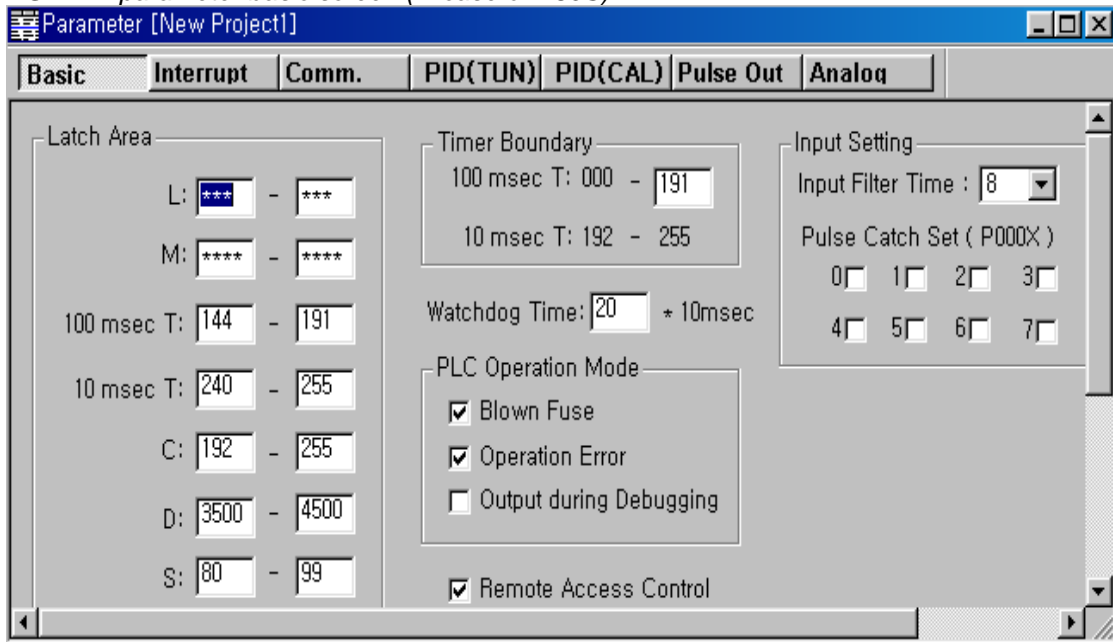 Parameter [New Project1]
Basic Interrupt Comm. PID(TUN) PID(CAL) Pulse Out Analog
Latch Area
L: *** - ***
M: **** - ****
100 msec T: 144 - 191
10 msec T: 240 - 255
C: 192 - 255
D: 3500 - 4500
S: 80 - 99
Timer Boundary
100 msec T: 000 - 191
10 msec T: 192 - 255
Watchdog Time: 20 * 10msec
PLC Operation Mode
Blown Fuse
Operation Error
Output during Debugging
Remote Access Control
Input Setting
Input Filter Time : 8
Pulse Catch Set ( P000X )
0 1 2 3
4 5 6 7